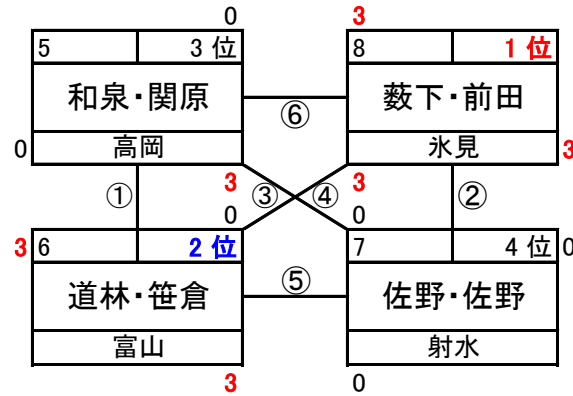 0 3
5 3位 8 1位
和泉・関原 薮下・前田
⑥
0 高岡 氷見 3
① 3 ③ ④ 3 ②
0 0
3 6 2位 7 4位 0
道林・笹倉 ⑤ 佐野・佐野
富山 射水
3 0